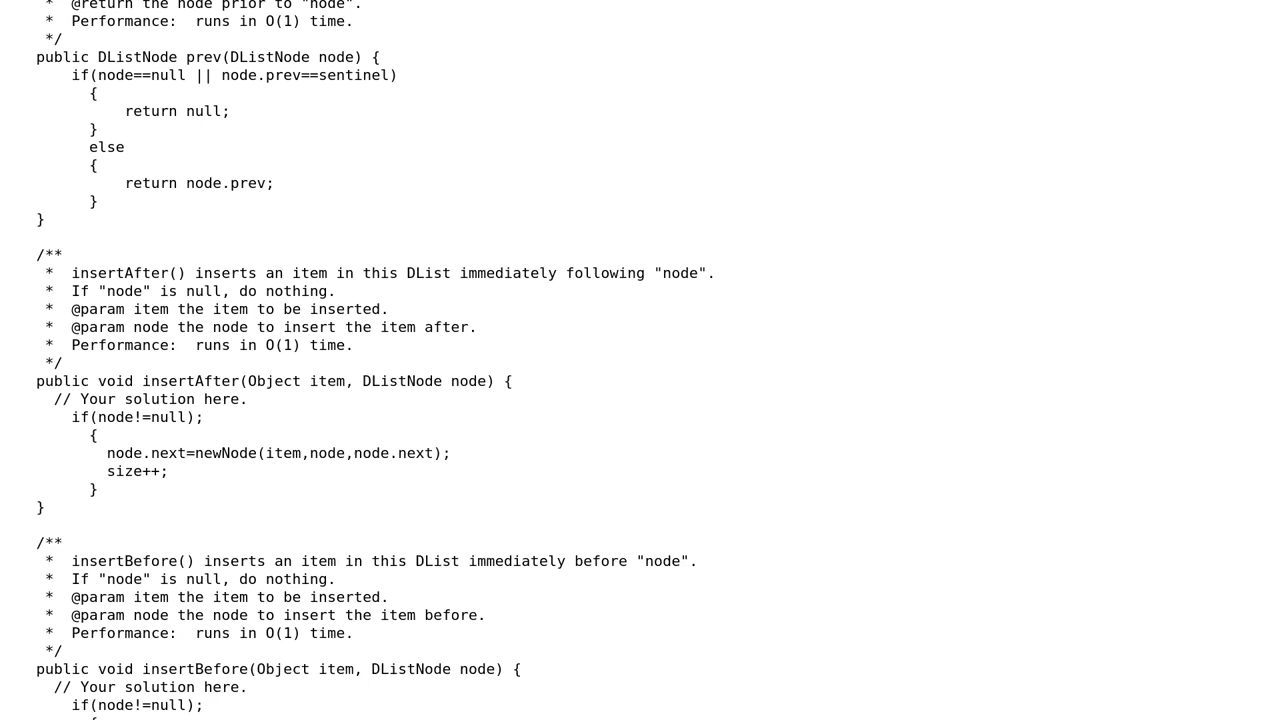 *  @return the node prior to "node".
   *  Performance:  runs in O(1) time.
   */
  public DListNode prev(DListNode node) {
      if(node==null || node.prev==sentinel)
        {
            return null;
        }
        else
        {
            return node.prev;
        }
  }

  /**
   *  insertAfter() inserts an item in this DList immediately following "node".
   *  If "node" is null, do nothing.
   *  @param item the item to be inserted.
   *  @param node the node to insert the item after.
   *  Performance:  runs in O(1) time.
   */
  public void insertAfter(Object item, DListNode node) {
    // Your solution here.
      if(node!=null);
        {
          node.next=newNode(item,node,node.next);
          size++;
        }
  }

  /**
   *  insertBefore() inserts an item in this DList immediately before "node".
   *  If "node" is null, do nothing.
   *  @param item the item to be inserted.
   *  @param node the node to insert the item before.
   *  Performance:  runs in O(1) time.
   */
  public void insertBefore(Object item, DListNode node) {
    // Your solution here.
      if(node!=null);
        {